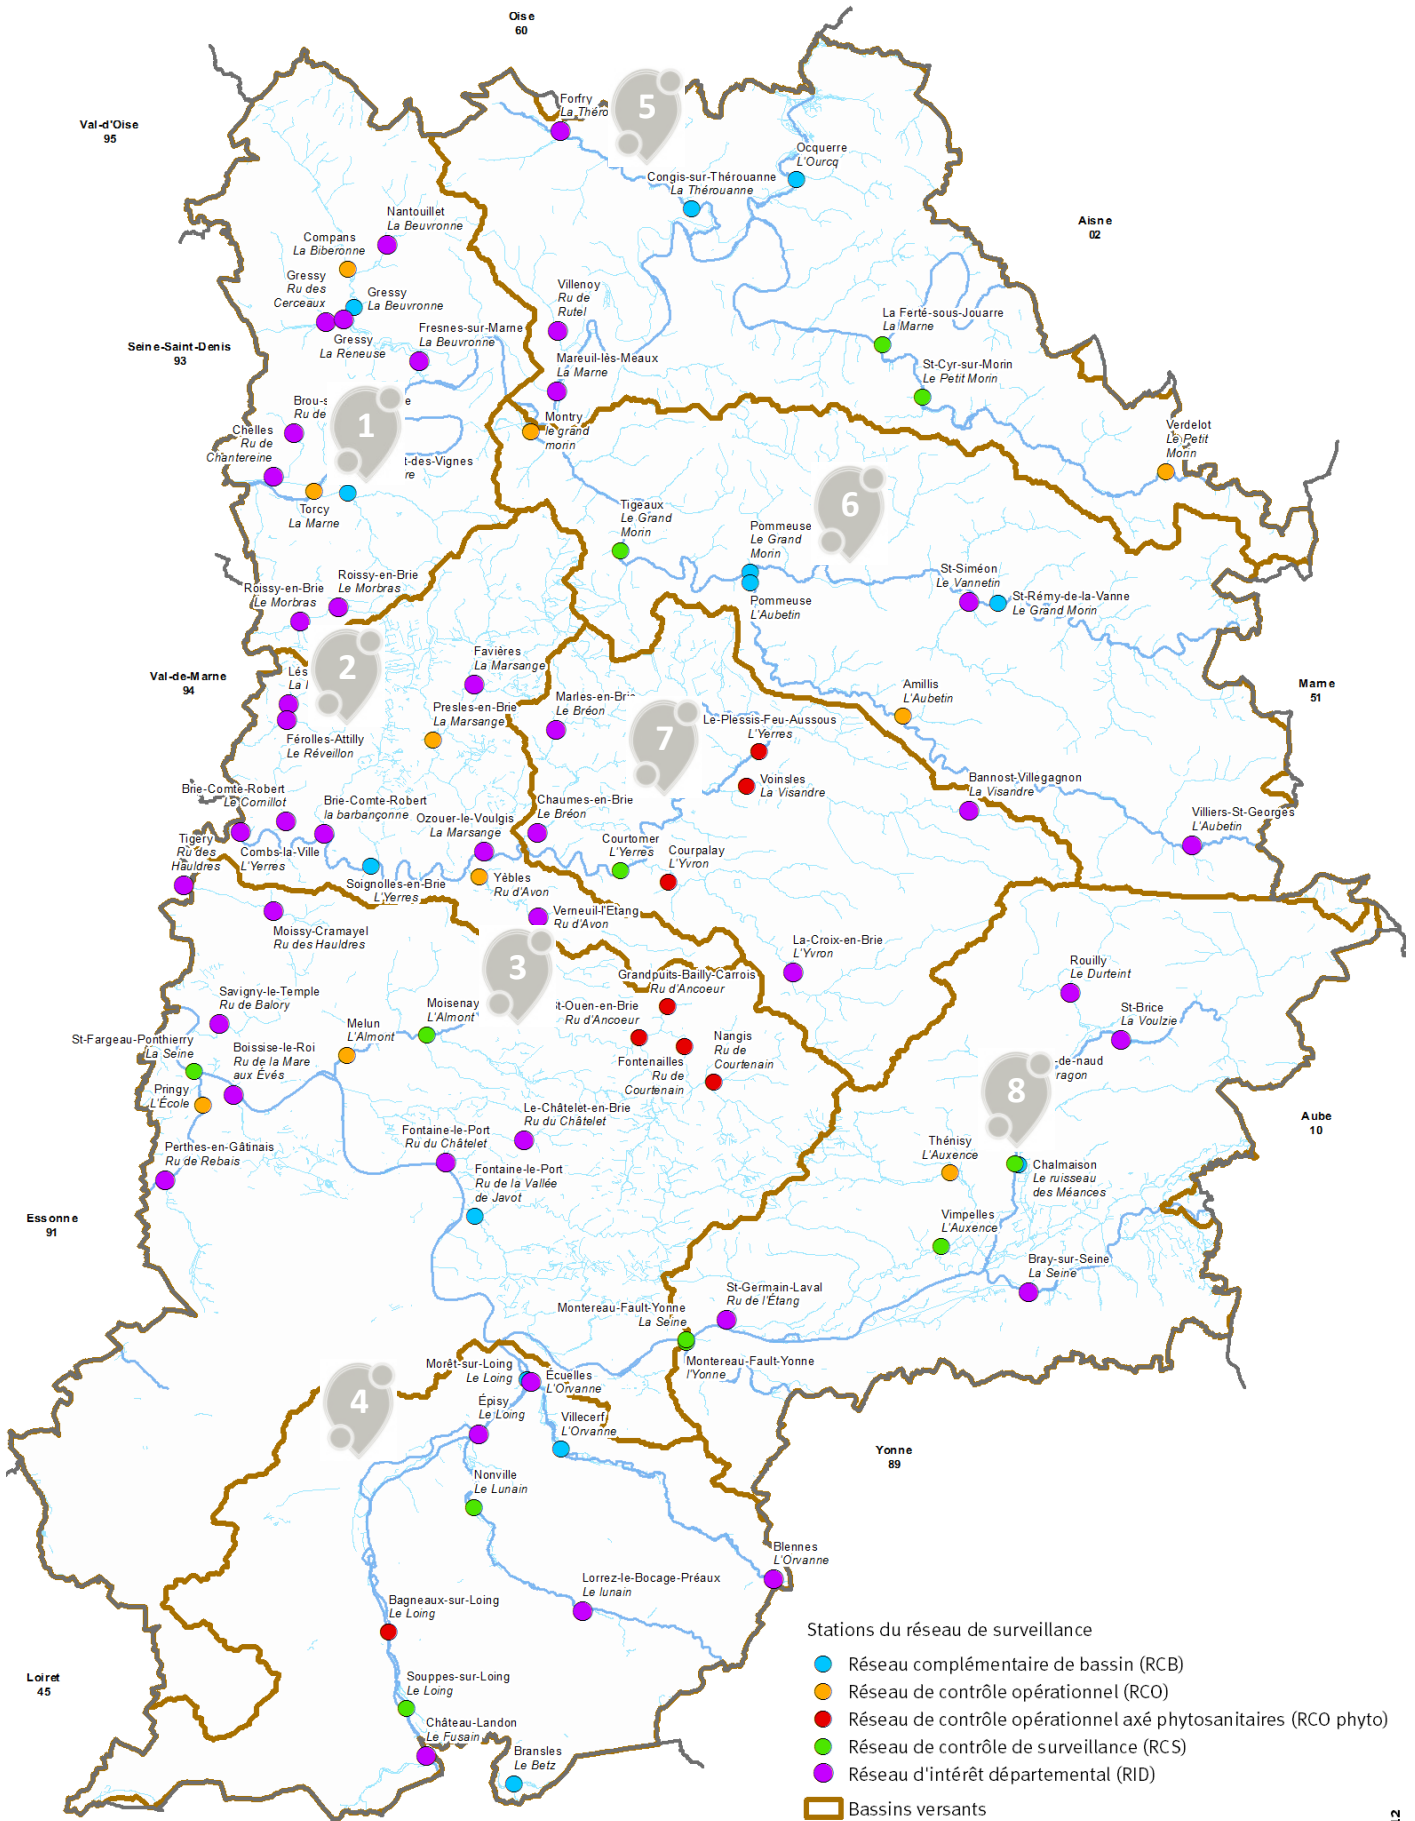 Oise
60
Val-d'Oise
95
Forfry
La Théro
5
Ocquerre
L'Ourcq
Congis-sur-Thérouanne
La Thérouanne
Aisne
02
Nantouillet
La Beuvronne
Compans
La Biberonne
Gressy
Ru des
Cerceaux
Gressy
La Beuvronne
Gressy
La Reneuse
Fresnes-sur-Marne
La Beuvronne
Villenoy
Ru de
Rutel
La Ferté-sous-Jouarre
La Marne
Seine-Saint-Denis
93
Mareuil-lès-Meaux
La Marne
St-Cyr-sur-Morin
Le Petit Morin
Brou-s
Ru de
e
1
Chelles
Ru de
Chantereine
Montry
le grand
morin
Verdelot
Le Petit
Morin
t-des-Vignes
re
Torcy
La Marne
6
Tigeaux
Le Grand
Morin
Pommeuse
Le Grand
Morin
Pommeuse
L'Aubetin
St-Siméon
Le Vannetin
St-Rémy-de-la-Vanne
Le Grand Morin
Roissy-en-Brie
Le Morbras
Roissy-en-Brie
Le Morbras
Val-de-Marne
94
2
Lés
La
Favières
La Marsange
Férolles-Attilly
Le Réveillon
Presles-en-Brie
La Marsange
Marles-en-Brie
Le Bréon
7
Le-Plessis-Feu-Aussous
L'Yerres
Amillis
L'Aubetin
Marne
51
Voinsles
La Visandre
Bannost-Villegagnon
La Visandre
Villiers-St-Georges
L'Aubetin
Brie-Comte-Robert
Le Cornillot
Brie-Comte-Robert
la barbançonne
Ozouer-le-Voulgis
La Marsange
Chaumes-en-Brie
Le Bréon
Courtomer
L'Yerres
Courpalay
L'Yvron
Tigery
Ru des
Hauldres
Combs-la-Ville
L'Yerres
Soignolles-en-Brie
L'Yerres
Yèbles
Ru d'Avon
Verneuil-l'Etang
Ru d'Avon
Moissy-Cramayel
Ru des Hauldres
3
La-Croix-en-Brie
L'Yvron
Grandpuits-Bailly-Carrois
Ru d'Ancoeur
St-Ouen-en-Brie
Ru d'Ancoeur
Rouilly
Le Durteint
St-Brice
La Voulzie
Savigny-le-Temple
Ru de Balory
Moisenay
L'Almont
Melun
L'Almont
Nangis
Ru de
Courtenain
Fontenailles
Ru de
Courtenain
St-Fargeau-Ponthierry
La Seine
Boissise-le-Roi
Ru de la Mare
aux Évés
-de-naud
ragon
8
Pringy
L'École
Le-Châtelet-en-Brie
Ru du Châtelet
Fontaine-le-Port
Ru du Châtelet
Aube
10
Perthes-en-Gâtinais
Ru de Rebais
Fontaine-le-Port
Ru de la Vallée
de Javot
Thénisy
L'Auxence
Chalmaison
Le ruisseau
des Méances
Essonne
91
Vimpelles
L'Auxence
Bray-sur-Seine
La Seine
St-Germain-Laval
Ru de l'Étang
Montereau-Fault-Yonne
La Seine
Montereau-Fault-Yonne
l'Yonne
Morêt-sur-Loing
Le Loing
Écuelles
L'Orvanne
4
Épisy
Le Loing
Villecerf
L'Orvanne
Yonne
89
Nonville
Le Lunain
Blennes
L'Orvanne
Lorrez-le-Bocage-Préaux
Le lunain
Bagneaux-sur-Loing
Le Loing
Loiret
45
Souppes-sur-Loing
Le Loing
Château-Landon
Le Fusain
Bransles
Le Betz
Stations du réseau de surveillance
Réseau complémentaire de bassin (RCB)
Réseau de contrôle opérationnel (RCO)
Réseau de contrôle opérationnel axé phytosanitaires (RCO phyto)
Réseau de contrôle de surveillance (RCS)
Réseau d'intérêt départemental (RID)
Bassins versants
12